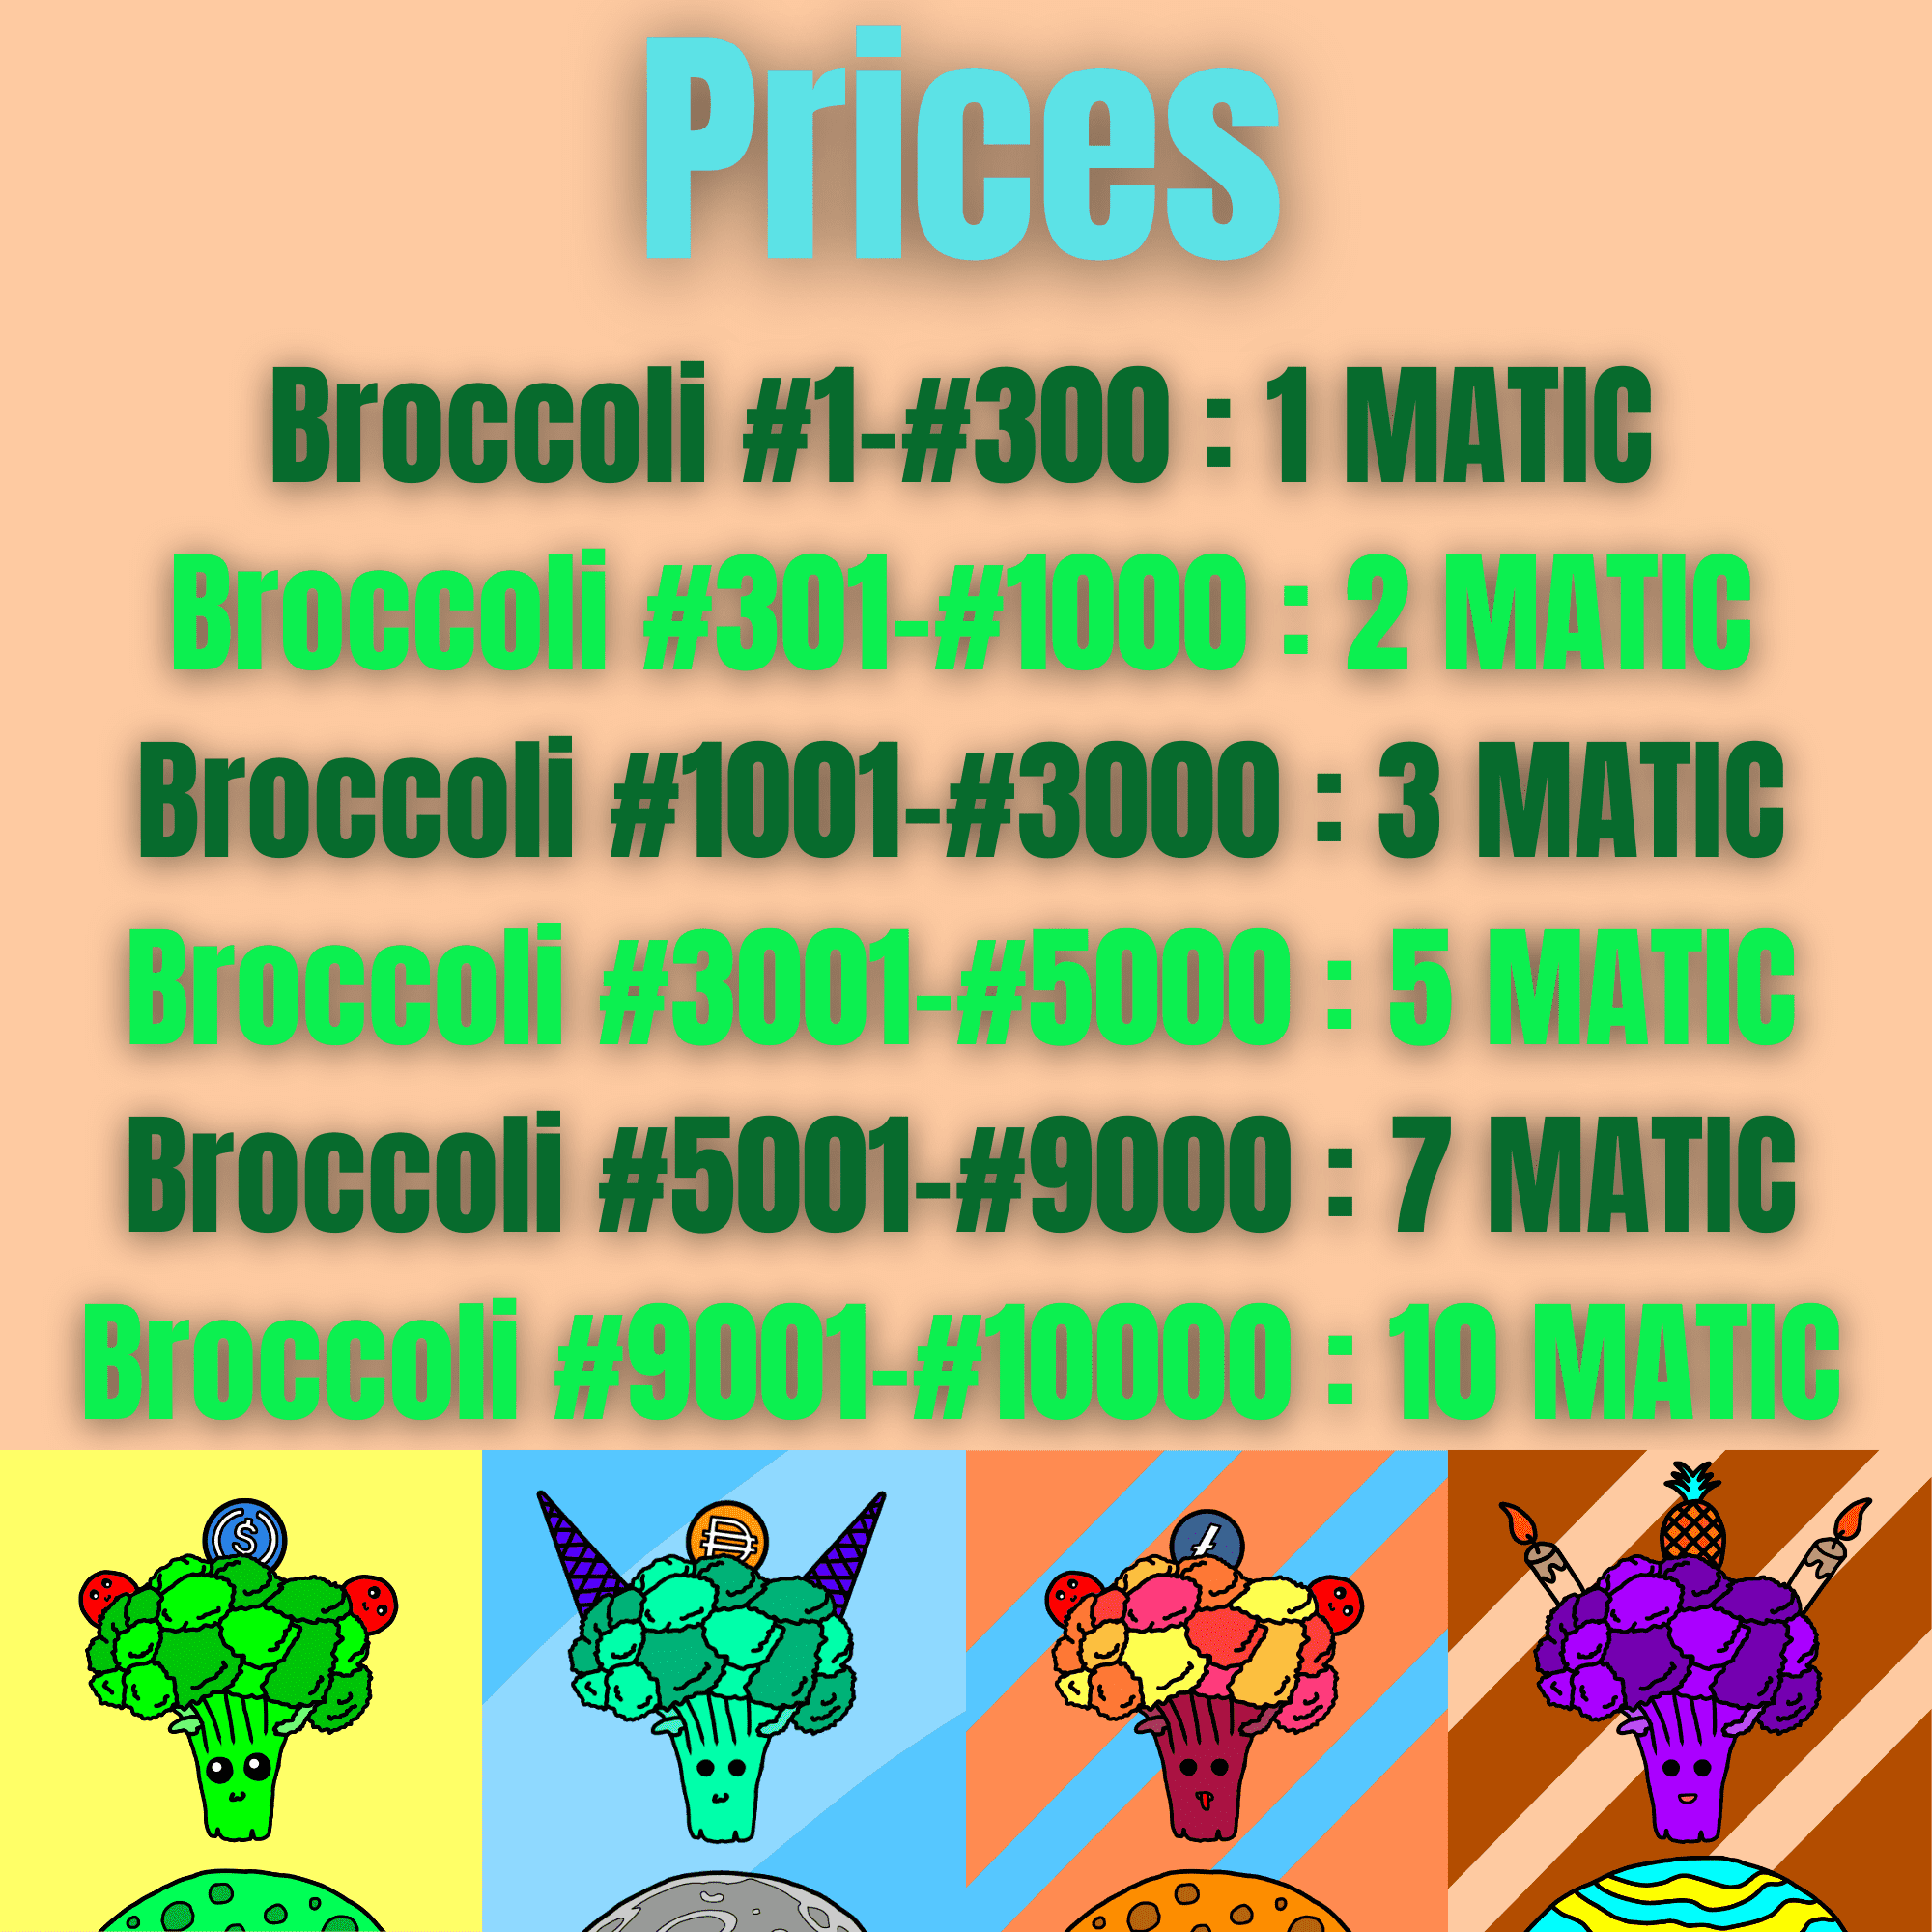 Prices
Broccoli #1-#300 : 1 MATIC
Broccoli #301-#1000 : 2 MATIC
Broccoli #1001-#3000 : 3 MATIC
Broccoli #3001-#5000 : 5 MATIC
Broccoli #5001-#9000 : 7 MATIC
Broccoli #9001-#10000 : 10 MATIC